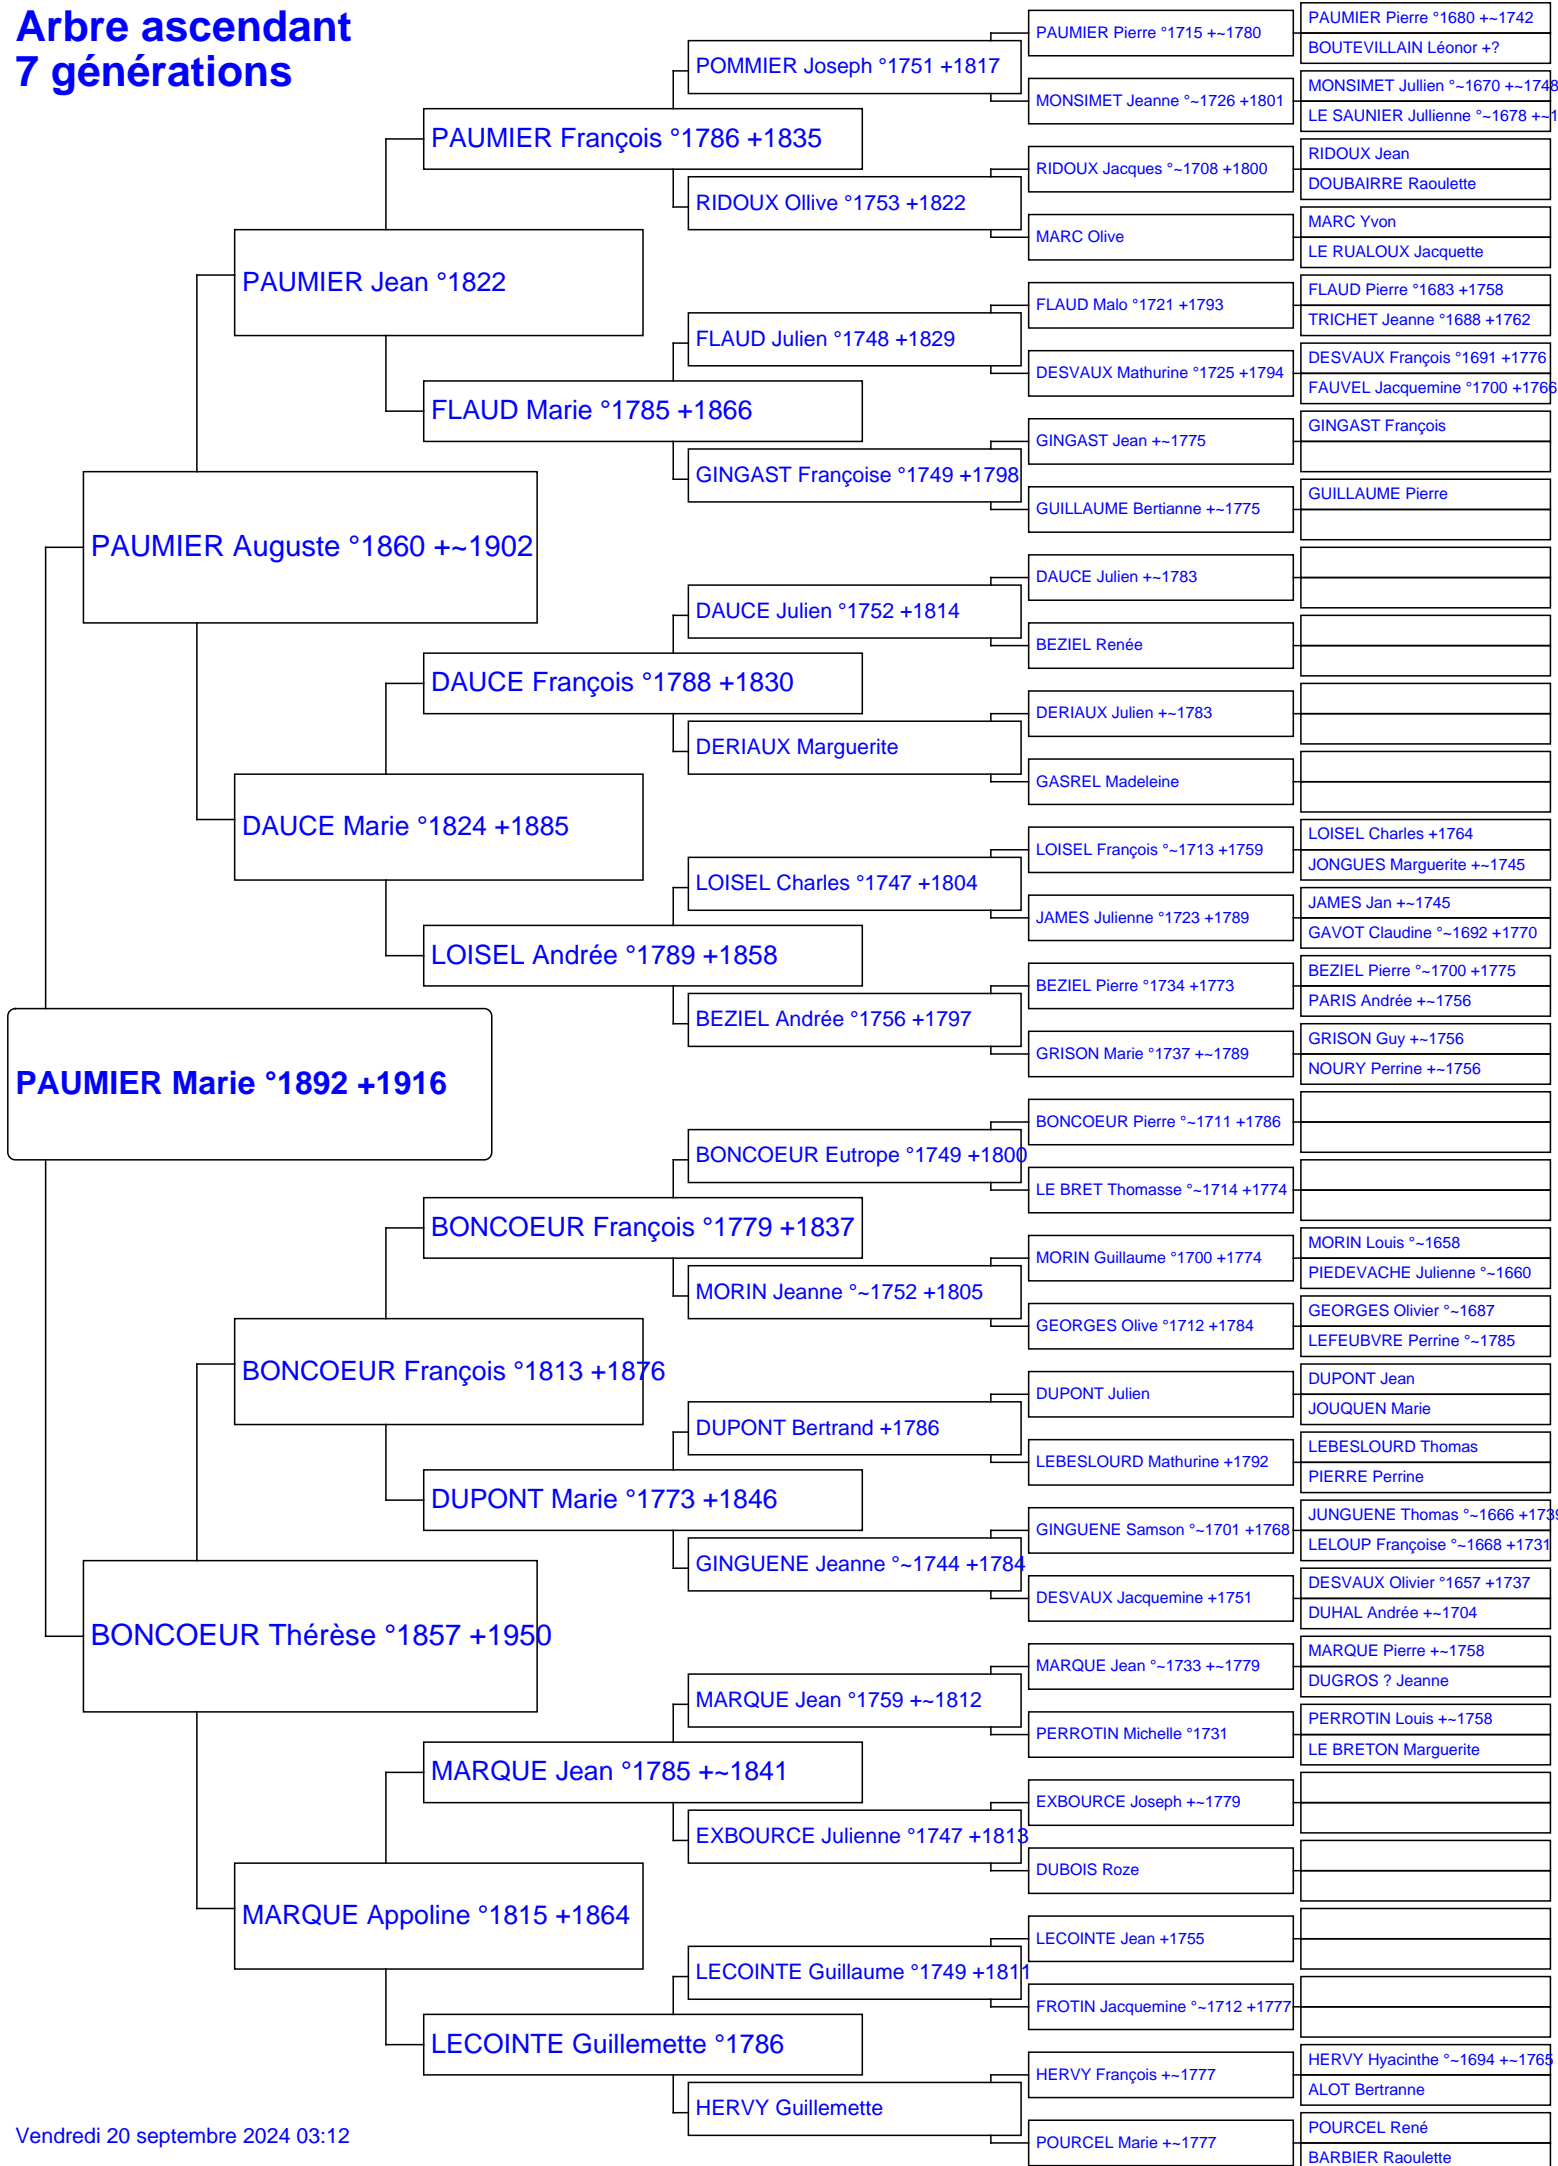 Arbre ascendant
7 générations
PAUMIER Marie °1892 +1916
PAUMIER Auguste °1860 +~1902
BONCOEUR Thérèse °1857 +1950
PAUMIER Jean °1822
DAUCE Marie °1824 +1885
BONCOEUR François °1813 +1876
MARQUE Appoline °1815 +1864
PAUMIER François °1786 +1835
FLAUD Marie °1785 +1866
DAUCE François °1788 +1830
LOISEL Andrée °1789 +1858
BONCOEUR François °1779 +1837
DUPONT Marie °1773 +1846
MARQUE Jean °1785 +~1841
LECOINTE Guillemette °1786
POMMIER Joseph °1751 +1817
RIDOUX Ollive °1753 +1822
FLAUD Julien °1748 +1829
GINGAST Françoise °1749 +1798
DAUCE Julien °1752 +1814
DERIAUX Marguerite
LOISEL Charles °1747 +1804
BEZIEL Andrée °1756 +1797
BONCOEUR Eutrope °1749 +1800
MORIN Jeanne °~1752 +1805
DUPONT Bertrand +1786
GINGUENE Jeanne °~1744 +1784
MARQUE Jean °1759 +~1812
EXBOURCE Julienne °1747 +1813
LECOINTE Guillaume °1749 +1811
HERVY Guillemette
PAUMIER Pierre °1715 +~1780
MONSIMET Jeanne °~1726 +1801
RIDOUX Jacques °~1708 +1800
MARC Olive
FLAUD Malo °1721 +1793
DESVAUX Mathurine °1725 +1794
GINGAST Jean +~1775
GUILLAUME Bertianne +~1775
DAUCE Julien +~1783
BEZIEL Renée
DERIAUX Julien +~1783
GASREL Madeleine
LOISEL François °~1713 +1759
JAMES Julienne °1723 +1789
BEZIEL Pierre °1734 +1773
GRISON Marie °1737 +~1789
BONCOEUR Pierre °~1711 +1786
LE BRET Thomasse °~1714 +1774
MORIN Guillaume °1700 +1774
GEORGES Olive °1712 +1784
DUPONT Julien
LEBESLOURD Mathurine +1792
GINGUENE Samson °~1701 +1768
DESVAUX Jacquemine +1751
MARQUE Jean °~1733 +~1779
PERROTIN Michelle °1731
EXBOURCE Joseph +~1779
DUBOIS Roze
LECOINTE Jean +1755
FROTIN Jacquemine °~1712 +1777
HERVY François +~1777
POURCEL Marie +~1777
PAUMIER Pierre °1680 +~1742
BOUTEVILLAIN Léonor +?
MONSIMET Jullien °~1670 +~1748
LE SAUNIER Jullienne °~1678 +~1
RIDOUX Jean
DOUBAIRRE Raoulette
MARC Yvon
LE RUALOUX Jacquette
FLAUD Pierre °1683 +1758
TRICHET Jeanne °1688 +1762
DESVAUX François °1691 +1776
FAUVEL Jacquemine °1700 +1766
GINGAST François
GUILLAUME Pierre
LOISEL Charles +1764
JONGUES Marguerite +~1745
JAMES Jan +~1745
GAVOT Claudine °~1692 +1770
BEZIEL Pierre °~1700 +1775
PARIS Andrée +~1756
GRISON Guy +~1756
NOURY Perrine +~1756
MORIN Louis °~1658
PIEDEVACHE Julienne °~1660
GEORGES Olivier °~1687
LEFEUBVRE Perrine °~1785
DUPONT Jean
JOUQUEN Marie
LEBESLOURD Thomas
PIERRE Perrine
JUNGUENE Thomas °~1666 +1739
LELOUP Françoise °~1668 +1731
DESVAUX Olivier °1657 +1737
DUHAL Andrée +~1704
MARQUE Pierre +~1758
DUGROS ? Jeanne
PERROTIN Louis +~1758
LE BRETON Marguerite
HERVY Hyacinthe °~1694 +~1765
ALOT Bertranne
POURCEL René
BARBIER Raoulette
Vendredi 20 septembre 2024 03:12